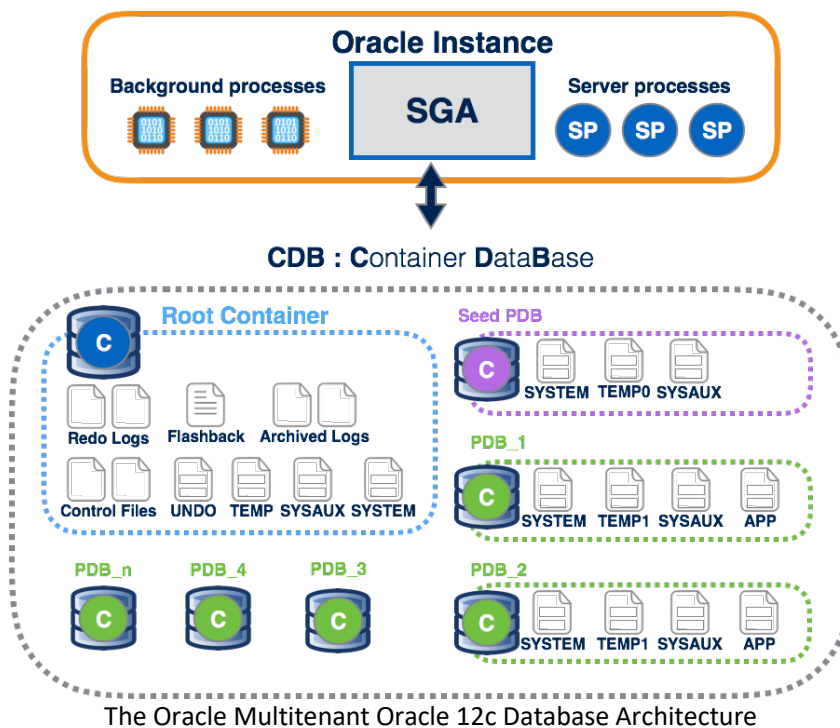 Oracle Instance
Background processes
Server processes
0101
1010
0110
0101
1010
0110
0101
1010
0110
SGA
SP SP SP
CDB : Container DataBase
Root Container
C
Redo Logs Flashback Archived Logs
Control Files UNDO TEMP SYSAUX SYSTEM
Seed PDB
C
SYSTEM TEMP0 SYSAUX
PDB_1
C
SYSTEM TEMP1 SYSAUX APP
PDB_n PDB_4 PDB_3
C C C
PDB_2
C
SYSTEM TEMP1 SYSAUX APP
The Oracle Multitenant Oracle 12c Database Architecture